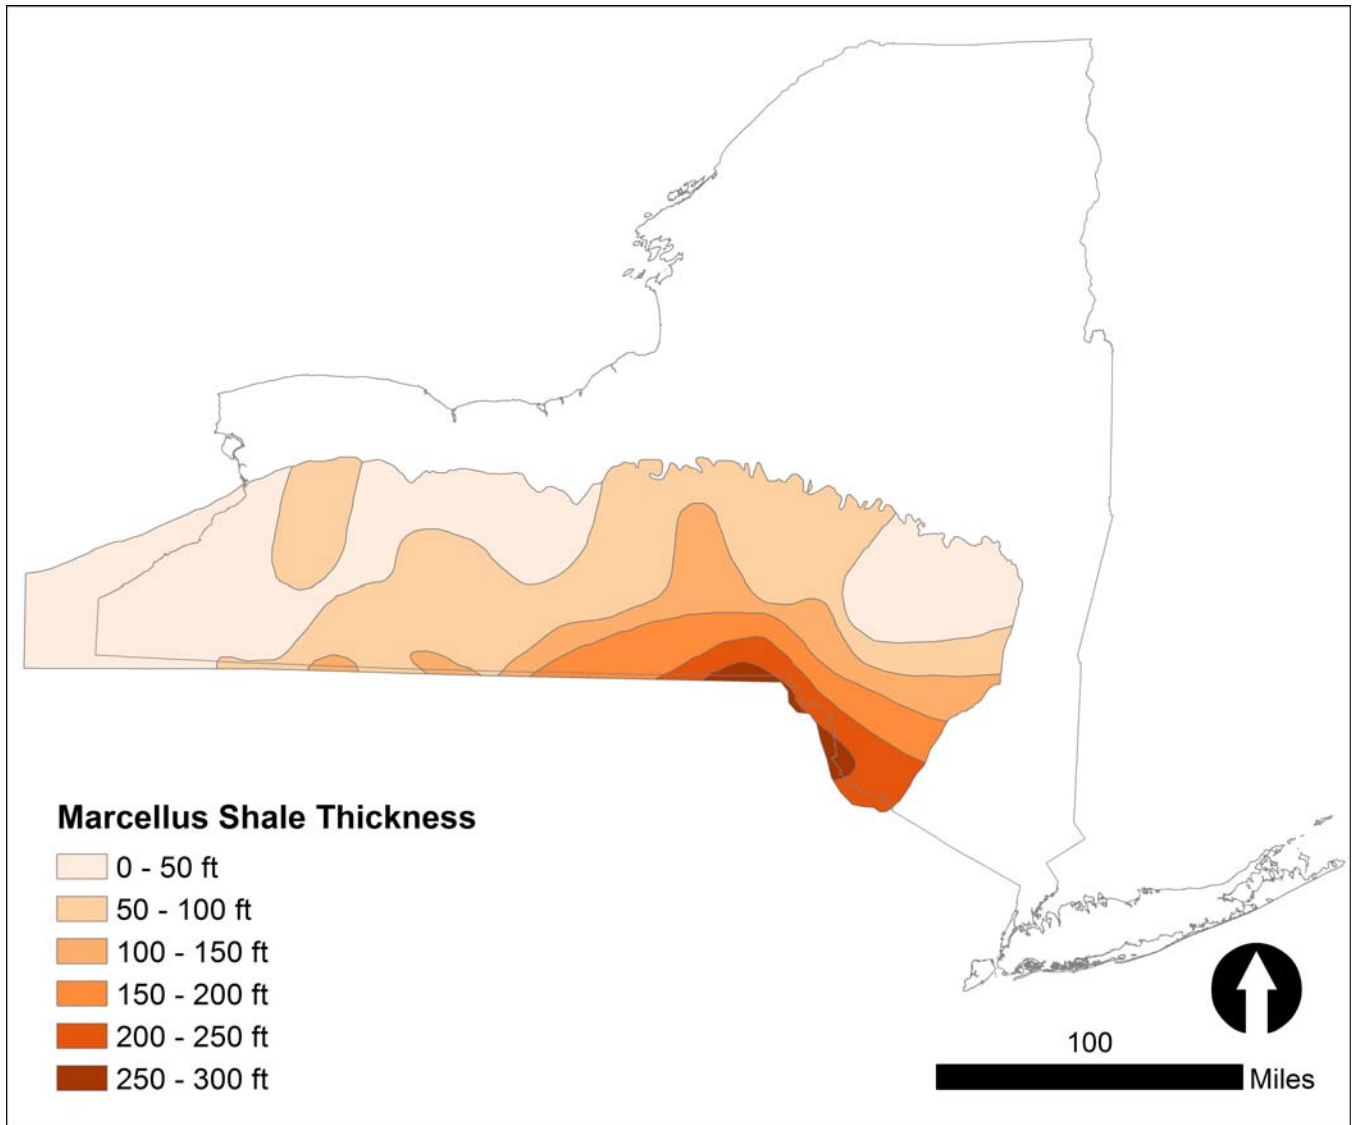 Marcellus Shale Thickness
0 - 50 ft
50 - 100 ft
100 - 150 ft
150 - 200 ft
200 - 250 ft
250 - 300 ft
100
Miles